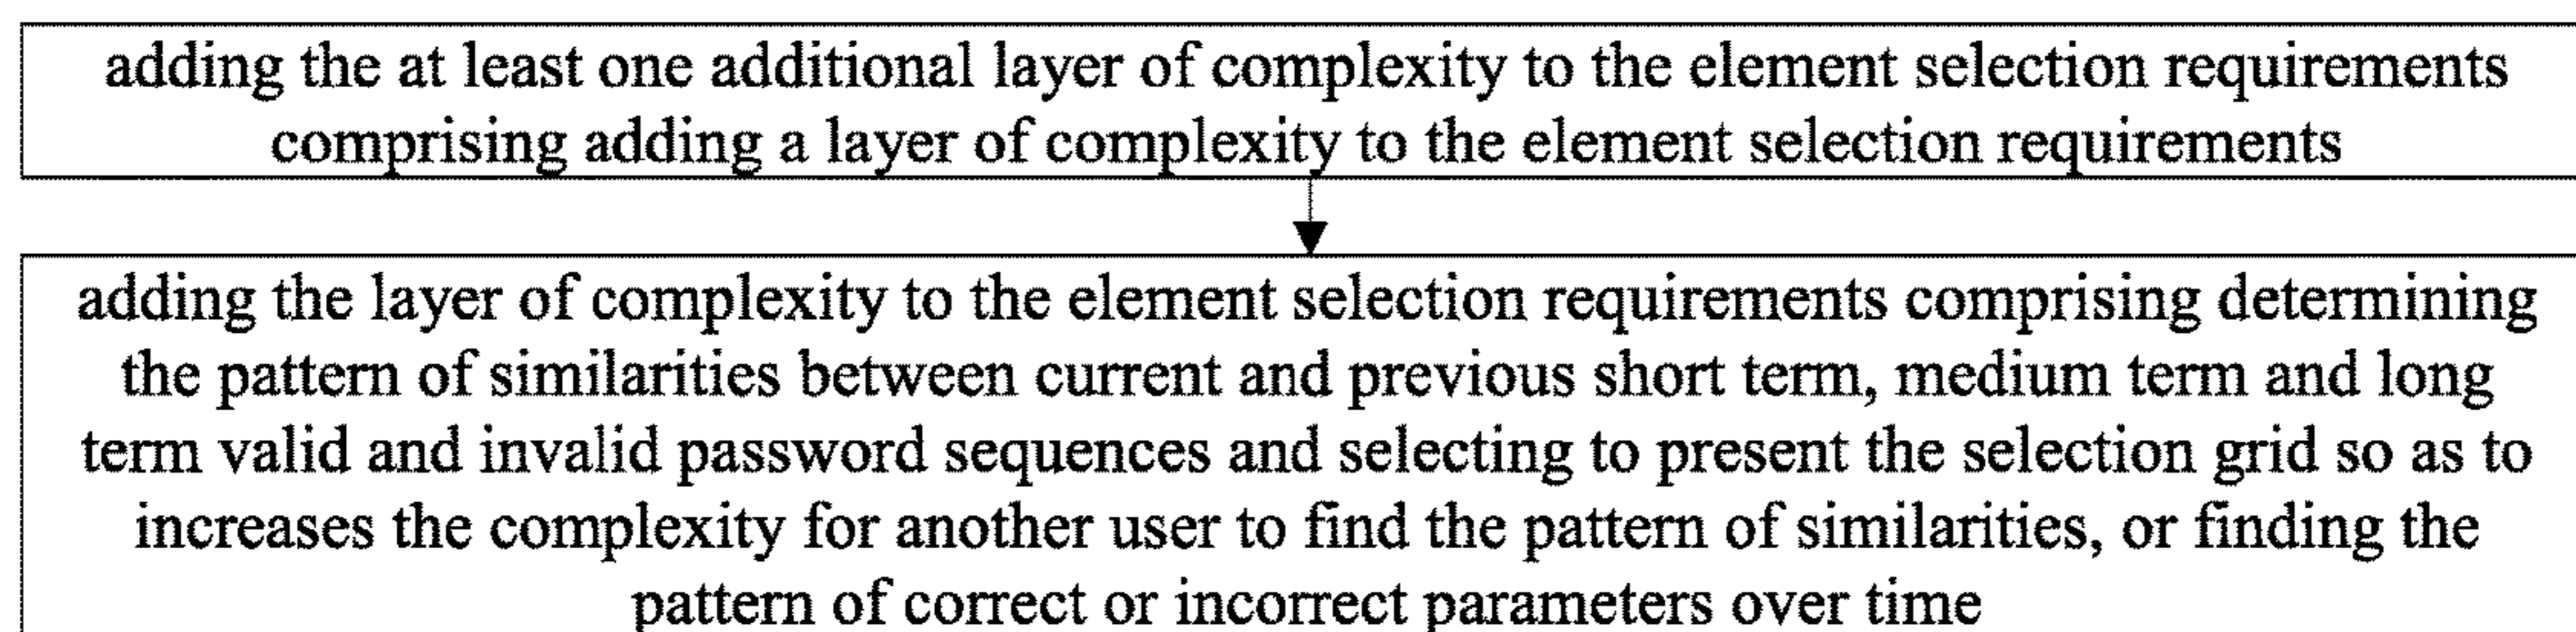 adding the at least one additional layer of complexity to the element selection requirements
comprising adding a layer of complexity to the element selection requirements
adding the layer of complexity to the element selection requirements comprising determining
the pattern of similarities between current and previous short term, medium term and long
term valid and invalid password sequences and selecting to present the selection grid so as to
increases the complexity for another user to find the pattern of similarities, or finding the
pattern of correct or incorrect parameters over time